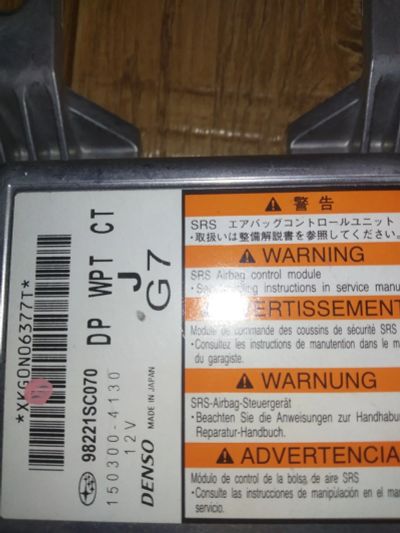 *XKG0N06377T*
98221SC070
DP WPT CT
J
G7
150300-4130
12V
DENSO MADE IN JAPAN
警告
SRS エアバッグコントロールユニット
・取扱いは整備解説書を参照してください。
WARNING
SRS Airbag control module
instructions in service manu
ERTISSEMENT
Module de commande des coussins de sécurité SRS
・Consultez les instructions de manutention dans le m
du garagiste.
WARNUNG
SRS-Airbag-Steuergerät
・Beachten Sie die Anweisungen zur Handhabu
Reparatur-Handbuch.
ADVERTENCIA
Módulo de control de la bolsa de aire SRS
・Consulte las instrucciones de manipulación en el ma
servicio.